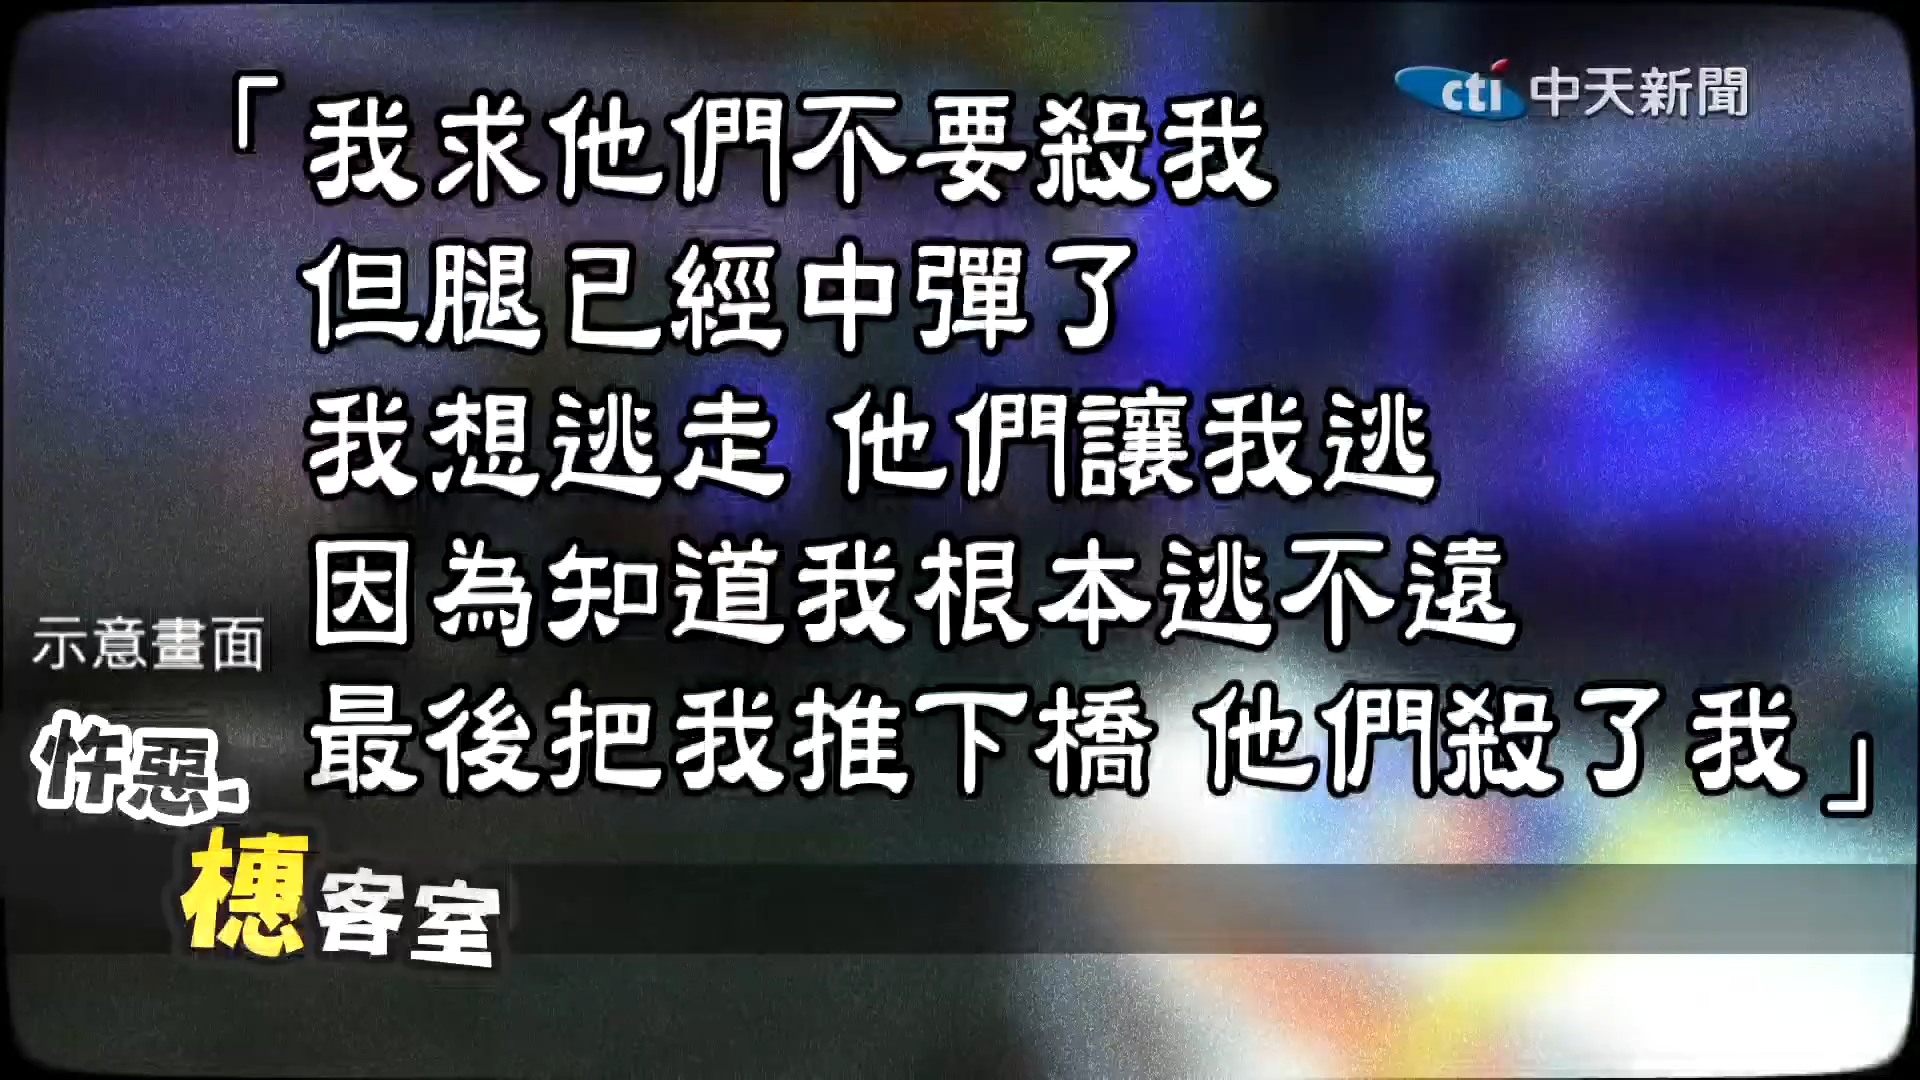 cti 中天新聞
「我求他們不要殺我
但腿已經中彈了
我想逃走 他們讓我逃
因為知道我根本逃不遠
最後把我推下橋 他們殺了我」
示意畫面
忤惡.
橞客室